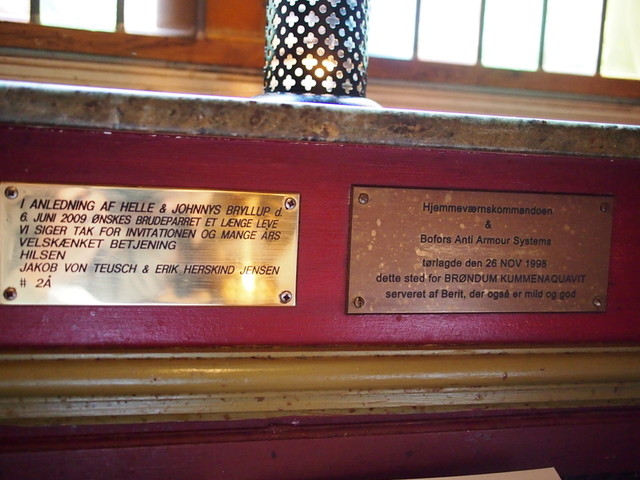 I ANLEDNING AF HELLE & JOHNNYS BRYLLUP d.
6. JUNI 2009 ØNSKES BRUDEPARRET ET LÆNGE LEVE
VI SIGER TAK FOR INVITATIONEN OG MANGE ÅRS
VELSKÆNKET BETJENING
HILSEN
JAKOB VON TEUSCH & ERIK HERSKIND JENSEN
# 2Å
Hjemmeværnskommandoen
&
Bofors Anti Armour Systems
tørlagde den 26 NOV 1998
dette sted for BRØNDUM KUMMENAQUAVIT
serveret af Berit, der også er mild og god